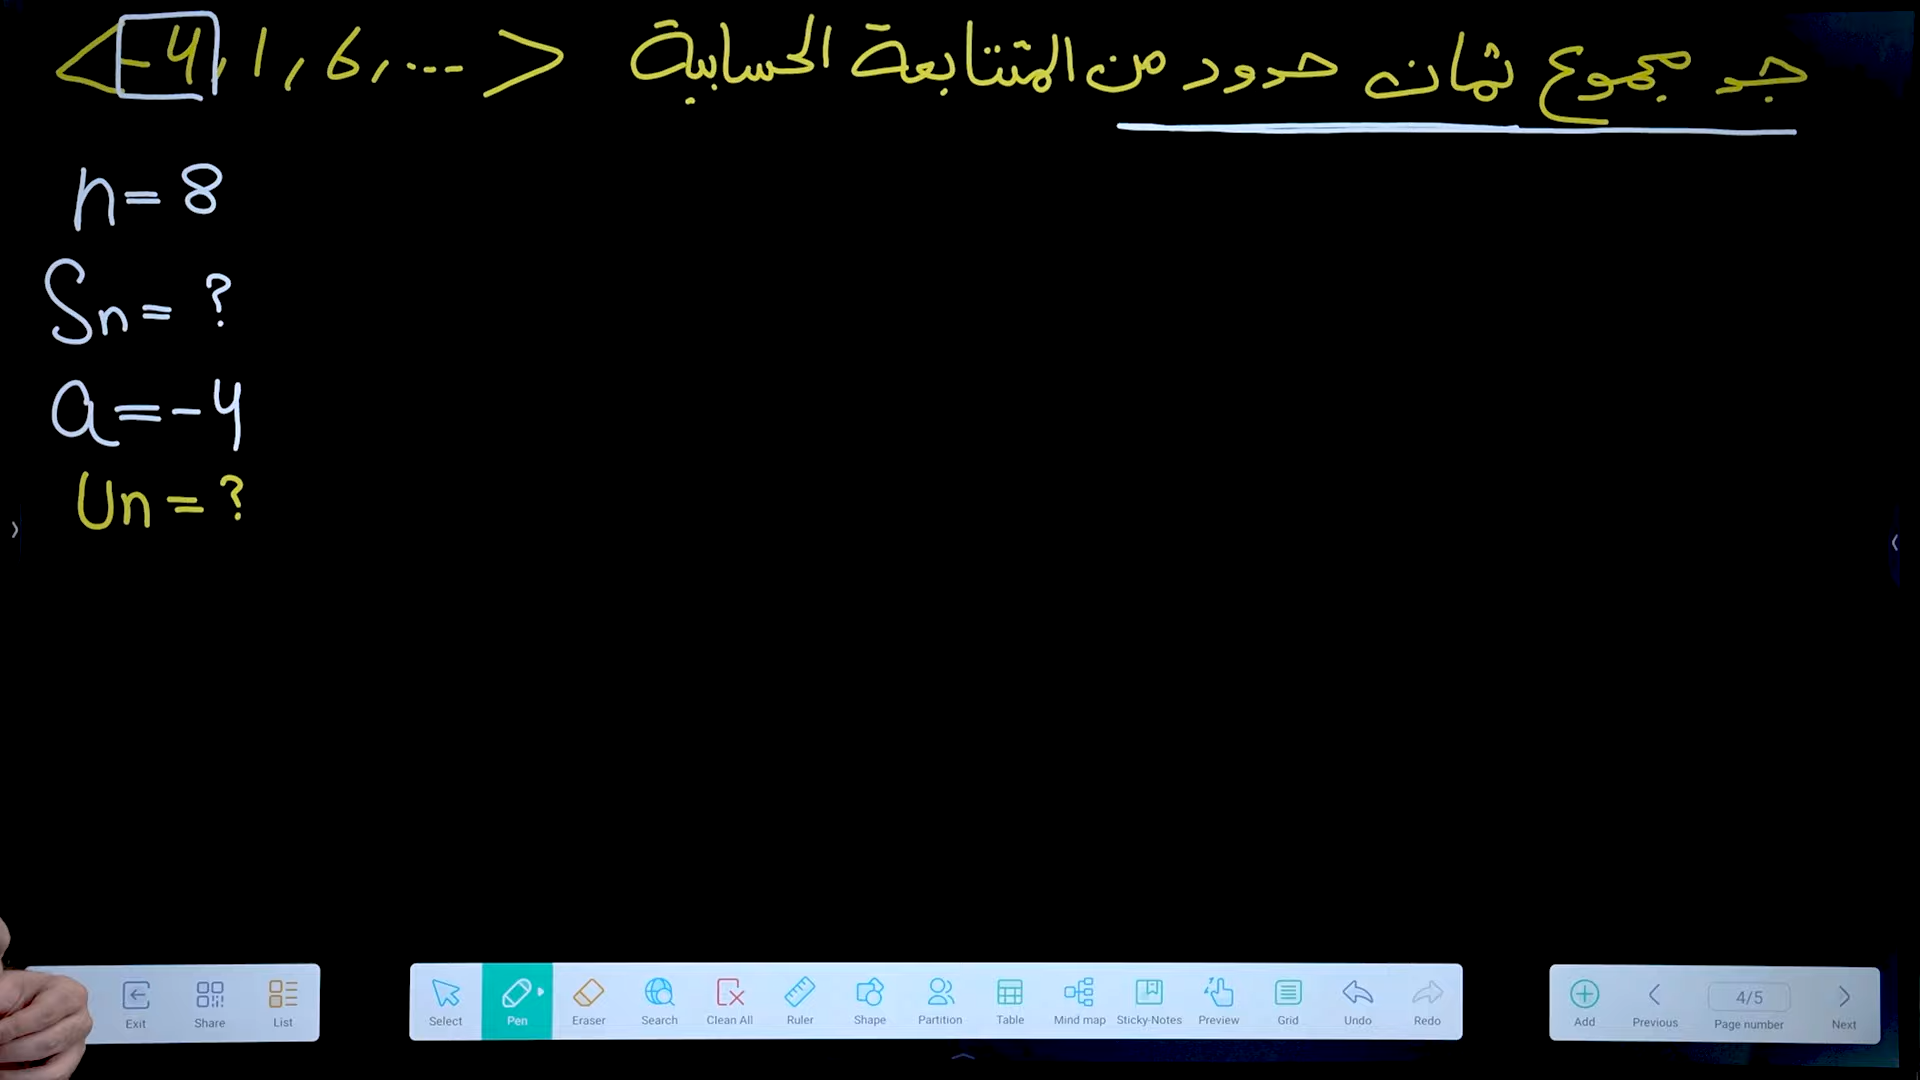 جد مجموع ثمان حدود من المتتابعة الحسابية <-4, 1, 6, ...>
n = 8
Sn = ?
a = -4
Un = ?
Exit Share List
Select Pen Eraser Search Clean All Ruler Shape Partition Table Mind map Sticky-Notes Preview Grid Undo Redo
Add Previous 4/5 Page number Next